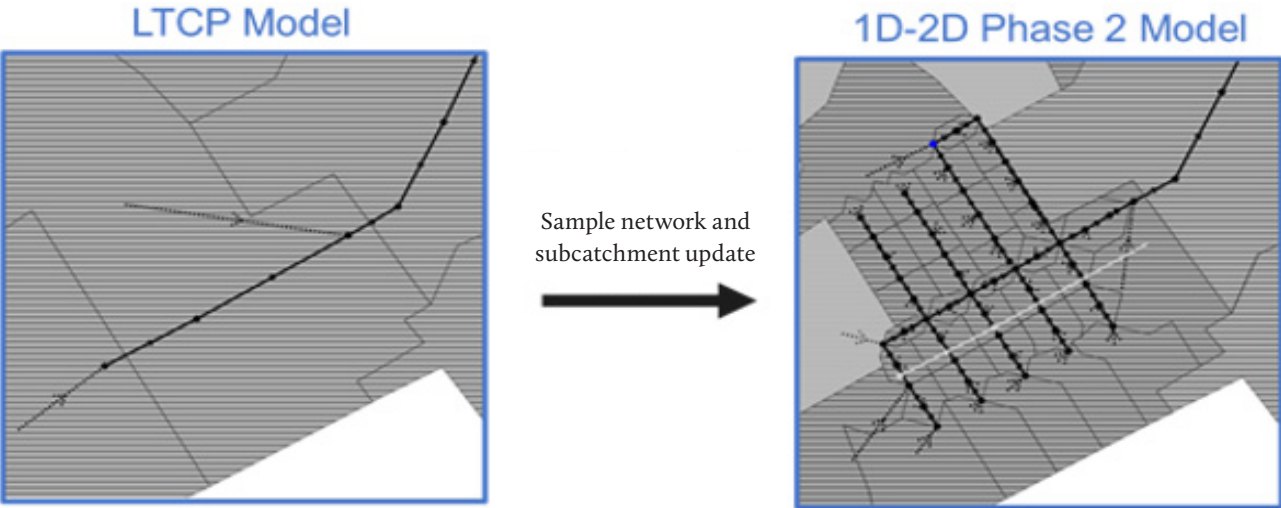 LTCP Model
1D-2D Phase 2 Model
Sample network and
subcatchment update